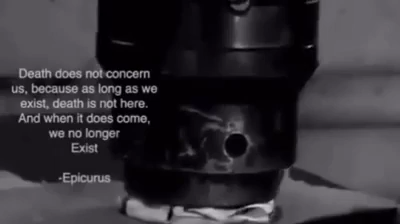 Death does not concern
us, because as long as we
exist, death is not here.
And when it does come,
we no longer
Exist
-Epicurus